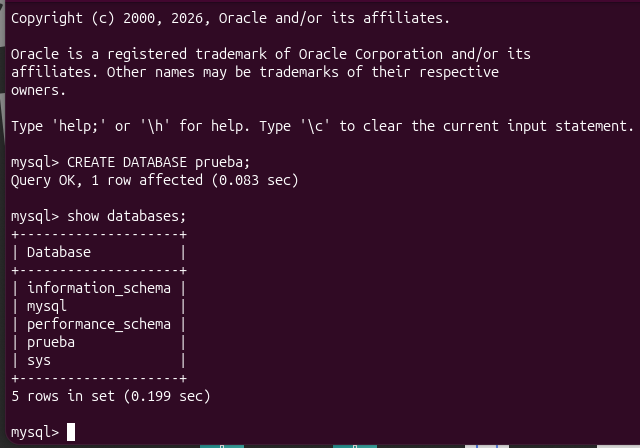 Copyright (c) 2000, 2026, Oracle and/or its affiliates.
Oracle is a registered trademark of Oracle Corporation and/or its
affiliates. Other names may be trademarks of their respective
owners.
Type 'help;' or '\h' for help. Type '\c' to clear the current input statement.
mysql> CREATE DATABASE prueba;
Query OK, 1 row affected (0.083 sec)
mysql> show databases;
+--------------------+
| Database           |
+--------------------+
| information_schema |
| mysql              |
| performance_schema |
| prueba             |
| sys                |
+--------------------+
5 rows in set (0.199 sec)
mysql>